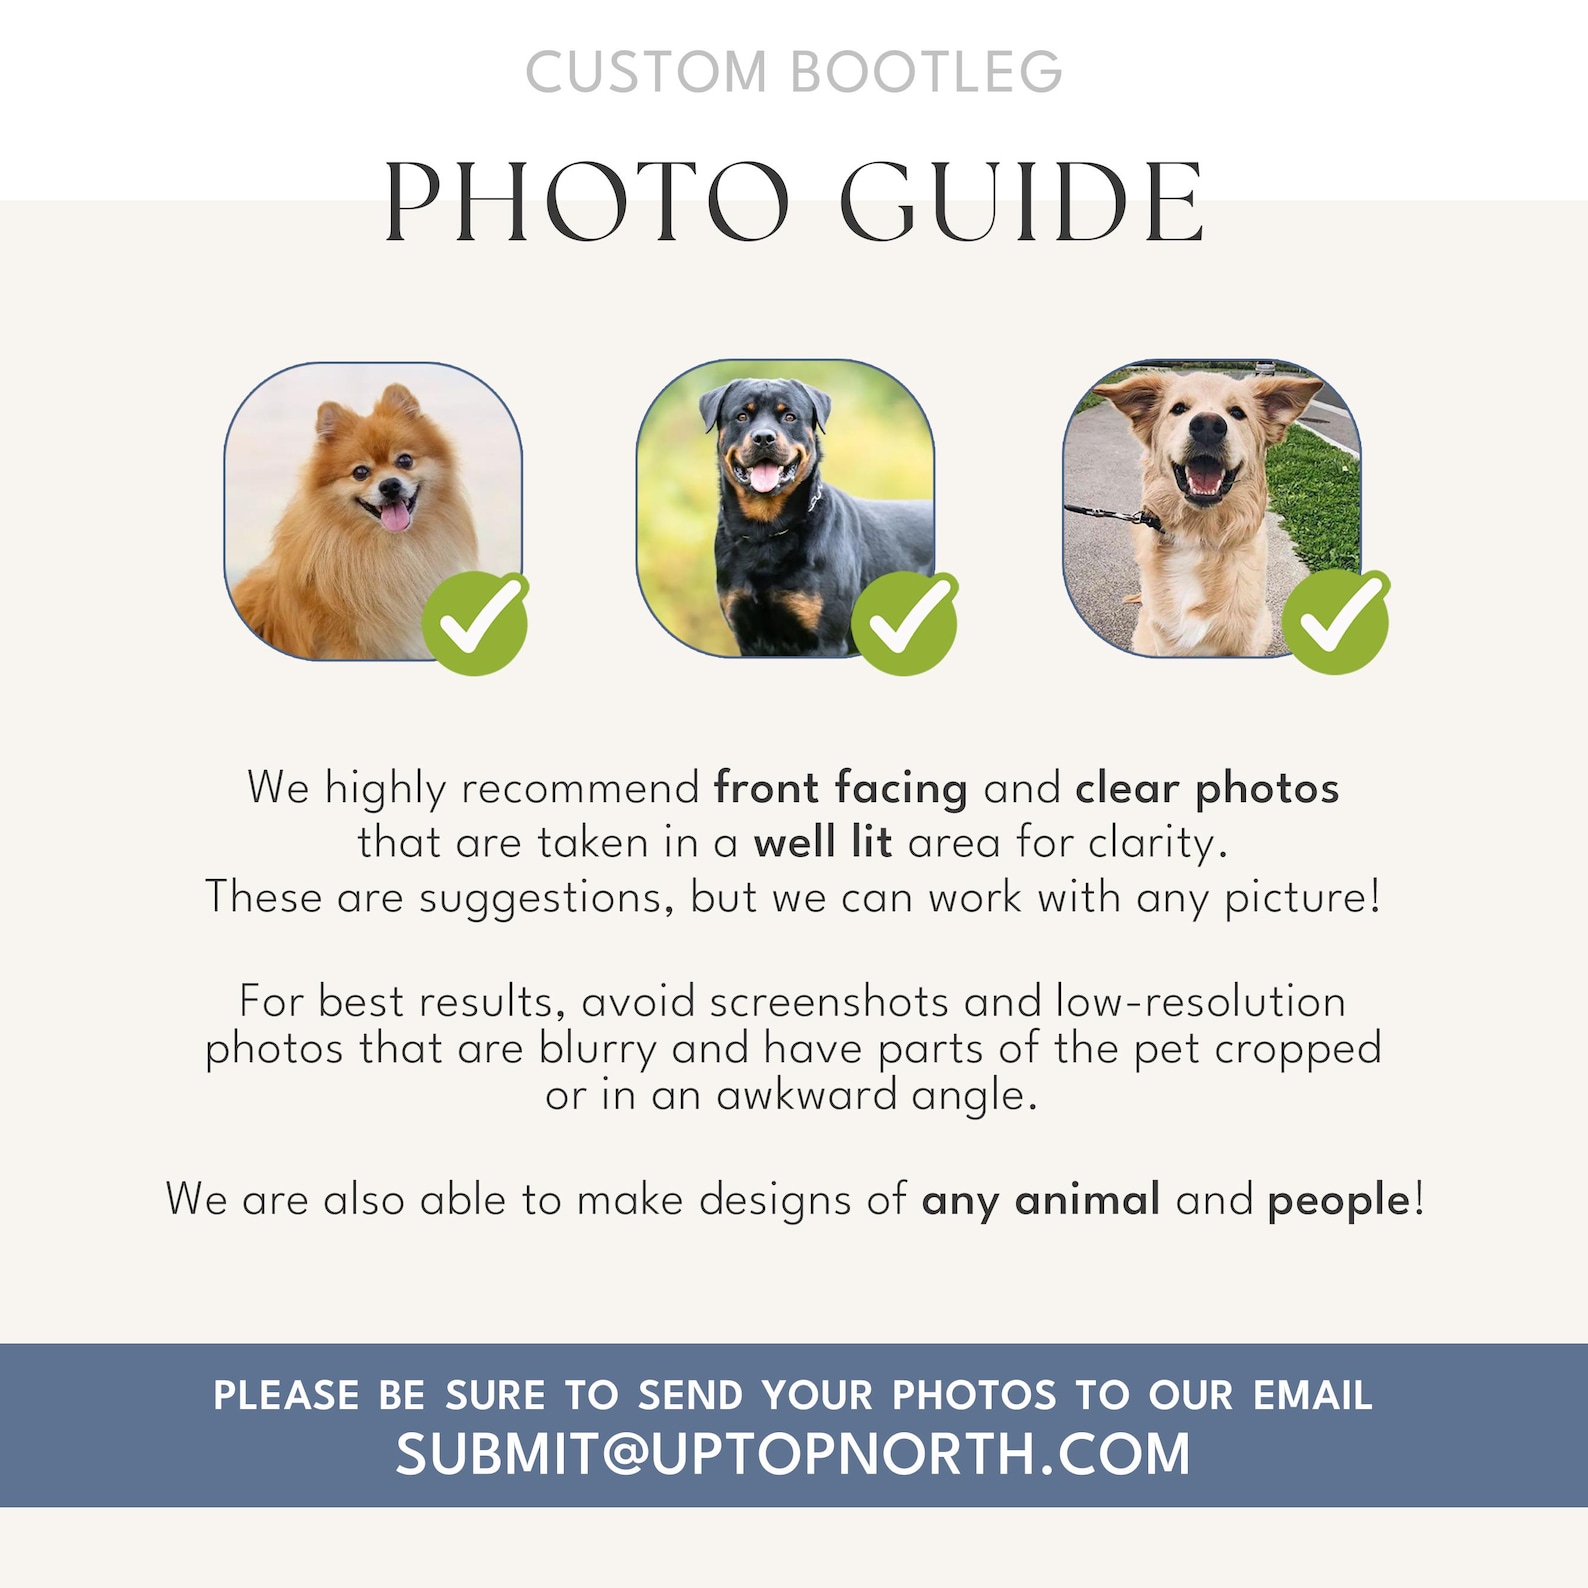 CUSTOM BOOTLEG
PHOTO GUIDE
We highly recommend front facing and clear photos
that are taken in a well lit area for clarity.
These are suggestions, but we can work with any picture!
For best results, avoid screenshots and low-resolution
photos that are blurry and have parts of the pet cropped
or in an awkward angle.
We are also able to make designs of any animal and people!
PLEASE BE SURE TO SEND YOUR PHOTOS TO OUR EMAIL
SUBMIT@UPTOPNORTH.COM